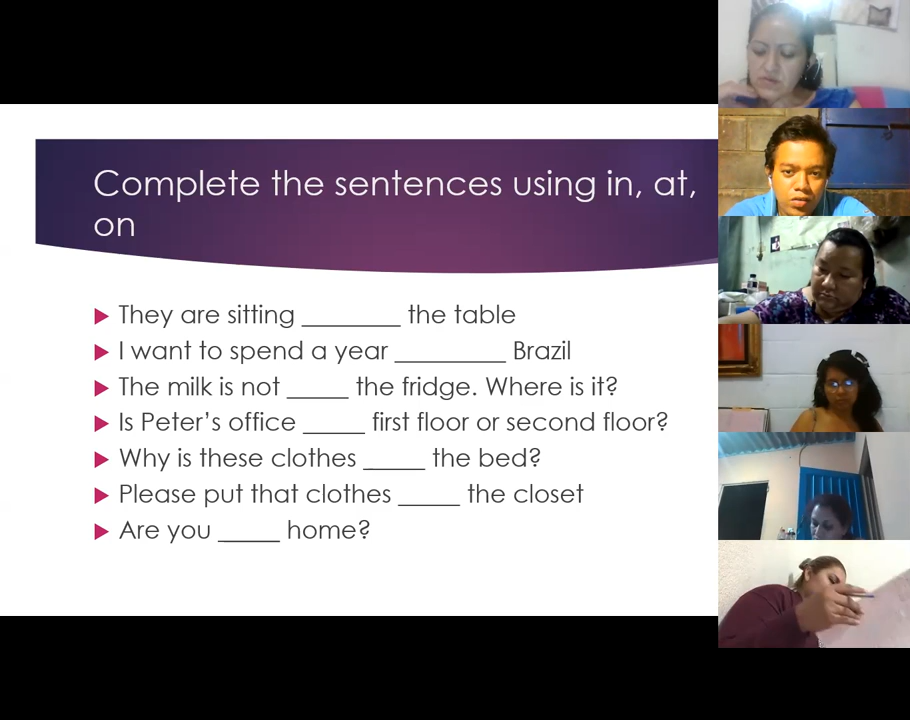 Complete the sentences using in, at,
on
They are sitting ________ the table
I want to spend a year _________ Brazil
The milk is not _____ the fridge. Where is it?
Is Peter’s office _____ first floor or second floor?
Why is these clothes _____ the bed?
Please put that clothes _____ the closet
Are you _____ home?